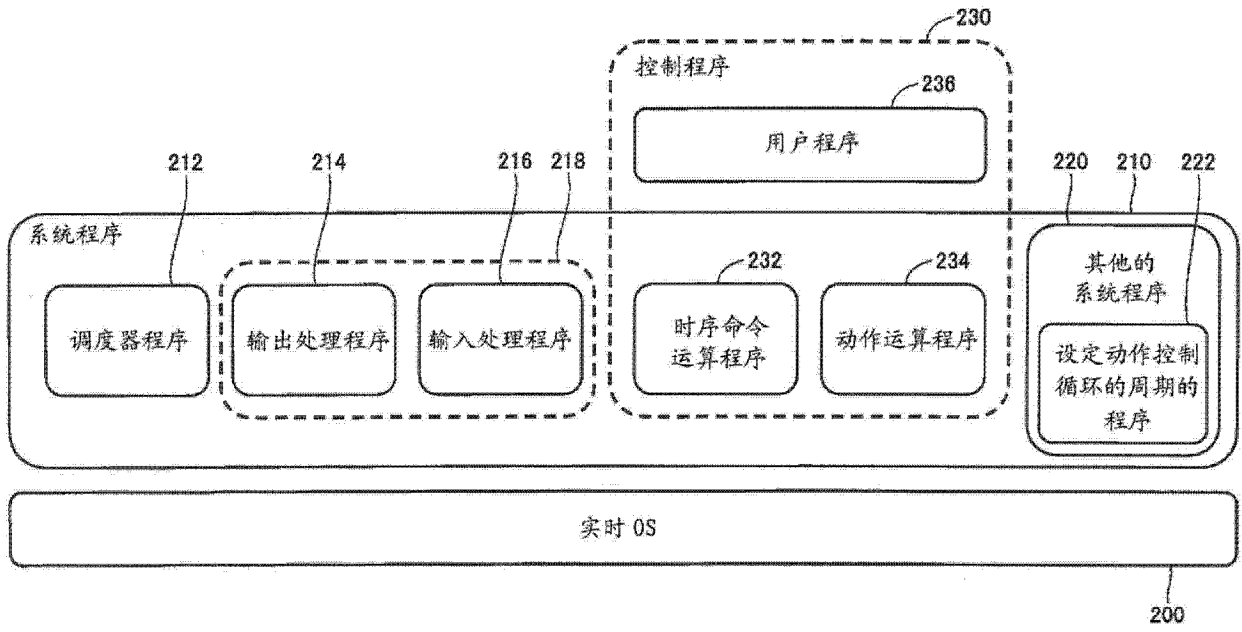 230
控制程序
236
用户程序
212
214
216
218
220
210
222
系统程序
232
234
其他的
系统程序
调度器程序
输出处理程序
输入处理程序
时序命令
运算程序
动作运算程序
设定动作控制
循环的周期的
程序
实时 OS
200